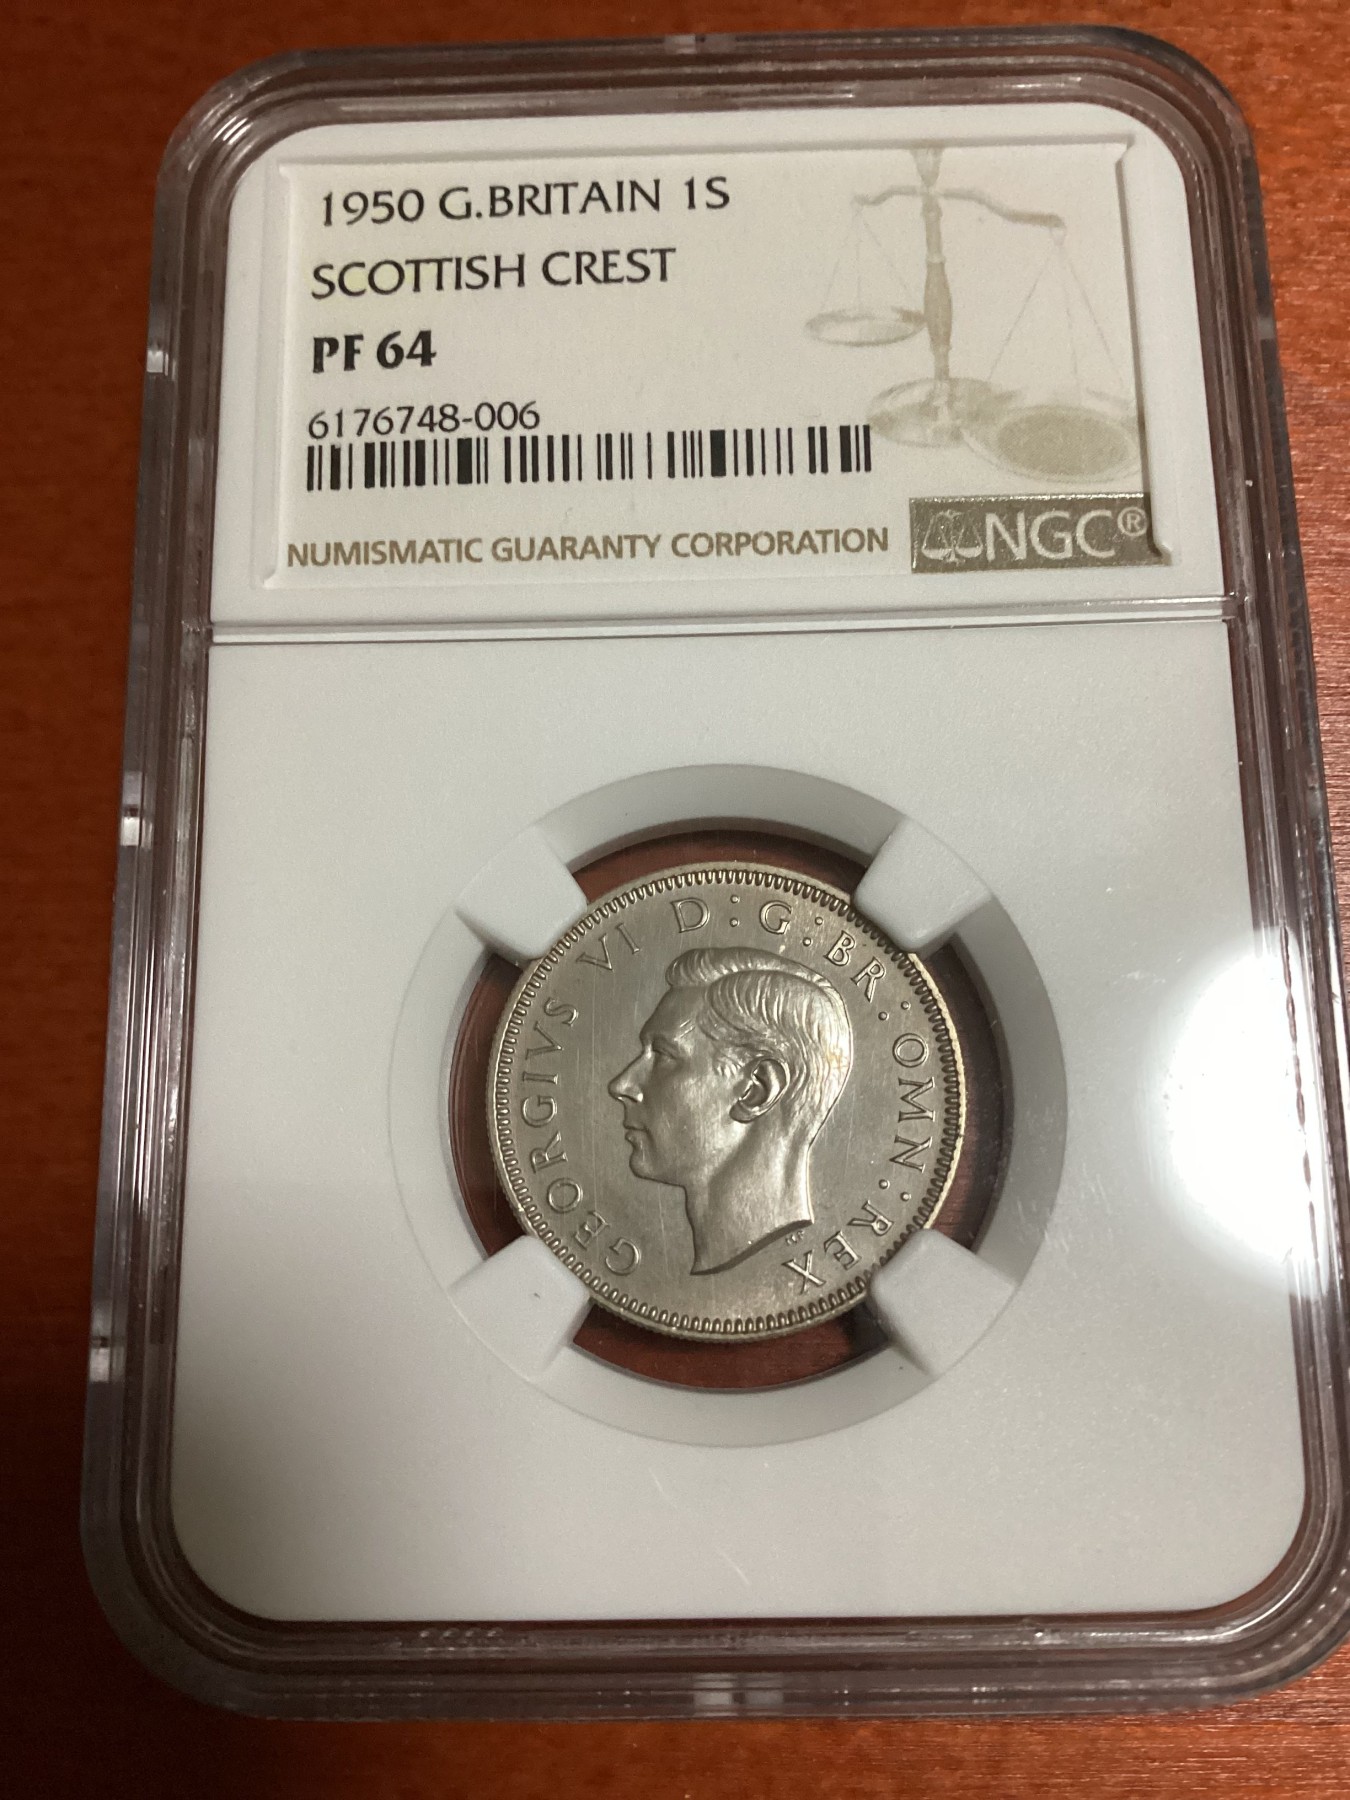 1950 G.BRITAIN 1S
SCOTTISH CREST
PF 64
6176748-006
NUMISMATIC GUARANTY CORPORATION
NGC®
GEORGIVS VI D:G:BR:OMN:REX